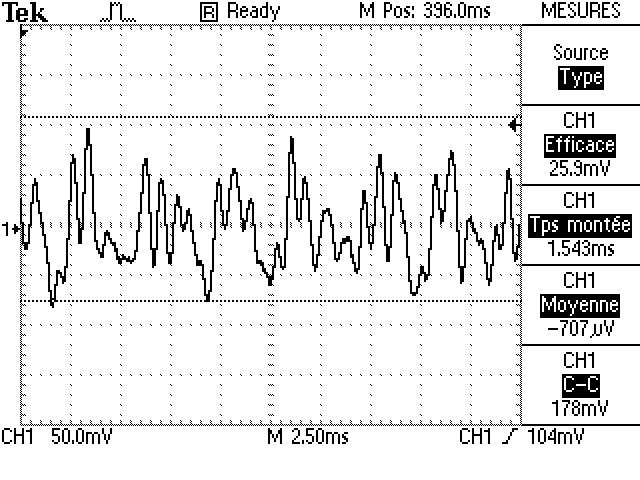 Tek R Ready M Pos: 396.0ms MESURES
Source
Type
CH1
Efficace
25.9mV
CH1
1
Tps montée
1.543ms
CH1
Moyenne
-707µV
CH1
C-C
178mV
CH1 50.0mV M 2.50ms CH1 104mV